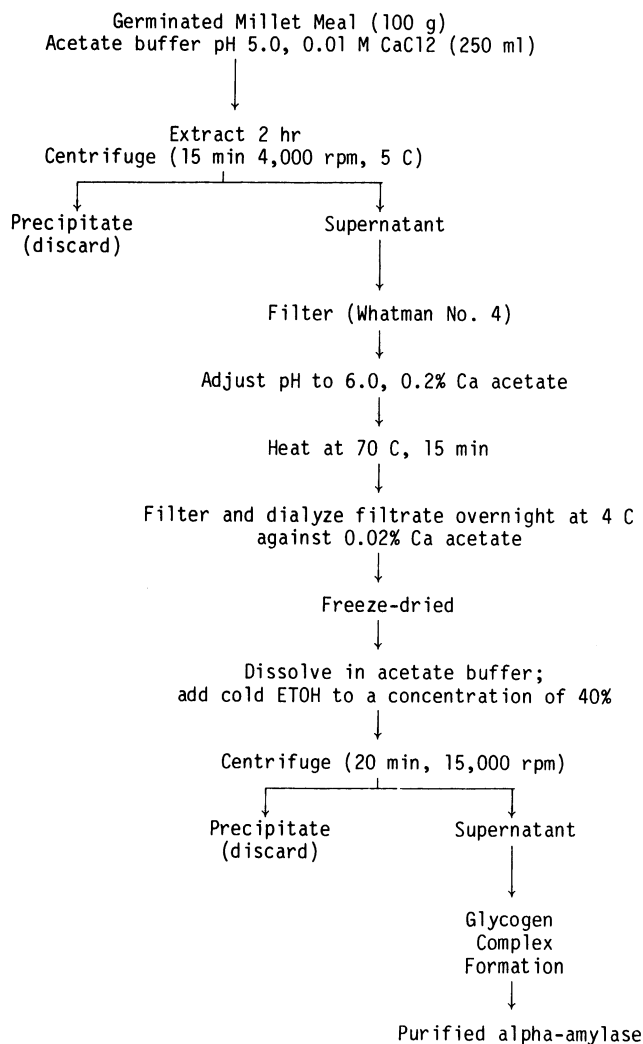 Germinated Millet Meal (100 g)
Acetate buffer pH 5.0, 0.01 M CaCl2 (250 ml)
Extract 2 hr
Centrifuge (15 min 4,000 rpm, 5 C)
Precipitate
(discard)
Supernatant
Filter (Whatman No. 4)
Adjust pH to 6.0, 0.2% Ca acetate
Heat at 70 C, 15 min
Filter and dialyze filtrate overnight at 4 C
against 0.02% Ca acetate
Freeze-dried
Dissolve in acetate buffer;
add cold ETOH to a concentration of 40%
Centrifuge (20 min, 15,000 rpm)
Precipitate
(discard)
Supernatant
Glycogen
Complex
Formation
Purified alpha-amylase